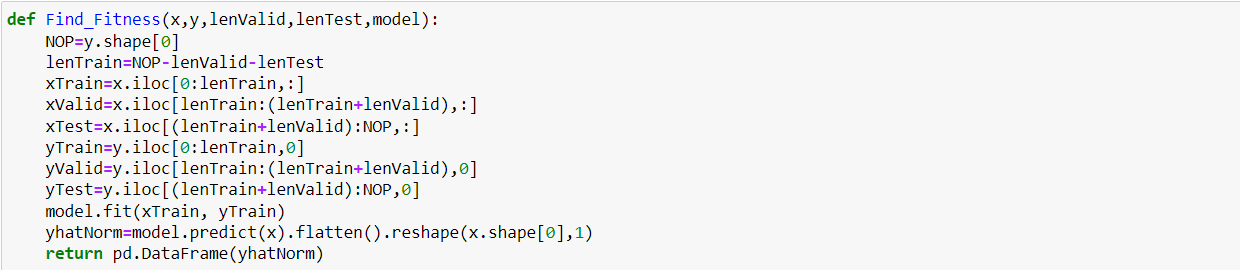 def Find_Fitness(x,y,lenValid,lenTest,model):
    NOP=y.shape[0]
    lenTrain=NOP-lenValid-lenTest
    xTrain=x.iloc[0:lenTrain,:]
    xValid=x.iloc[lenTrain:(lenTrain+lenValid),:]
    xTest=x.iloc[(lenTrain+lenValid):NOP,:]
    yTrain=y.iloc[0:lenTrain,0]
    yValid=y.iloc[lenTrain:(lenTrain+lenValid),0]
    yTest=y.iloc[(lenTrain+lenValid):NOP,0]
    model.fit(xTrain, yTrain)
    yhatNorm=model.predict(x).flatten().reshape(x.shape[0],1)
    return pd.DataFrame(yhatNorm)